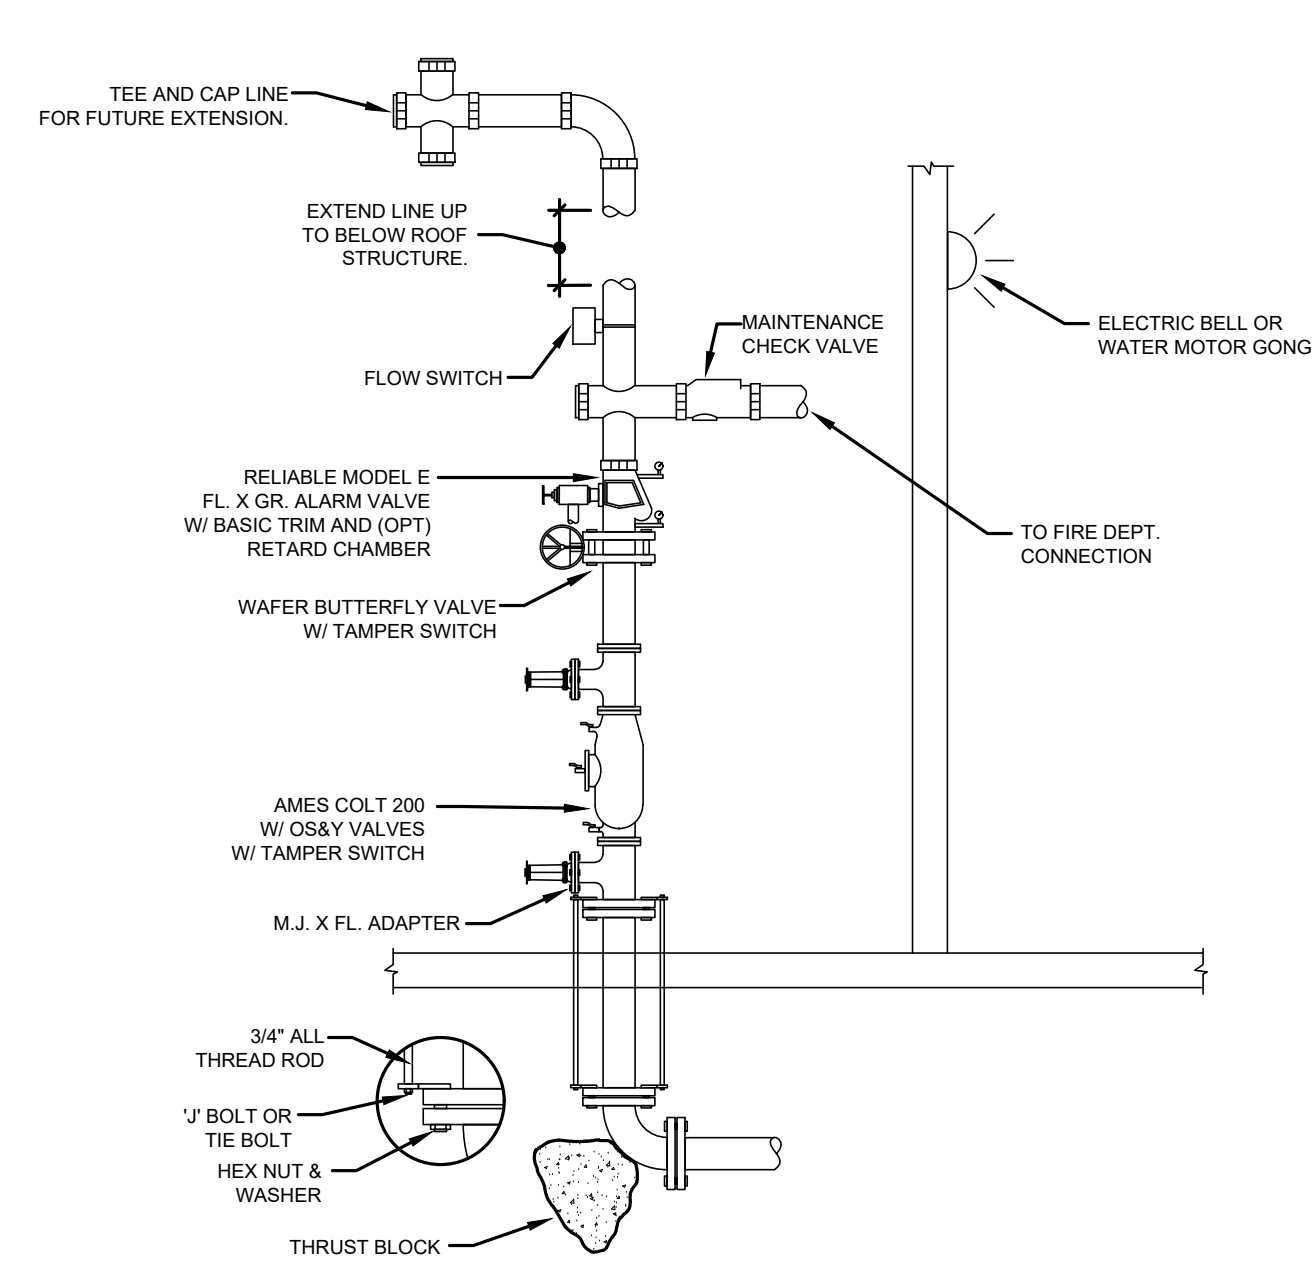 TEE AND CAP LINE
FOR FUTURE EXTENSION.
EXTEND LINE UP
TO BELOW ROOF
STRUCTURE.
FLOW SWITCH
MAINTENANCE
CHECK VALVE
ELECTRIC BELL OR
WATER MOTOR GONG
RELIABLE MODEL E
FL. X GR. ALARM VALVE
W/ BASIC TRIM AND (OPT)
RETARD CHAMBER
TO FIRE DEPT.
CONNECTION
WAFER BUTTERFLY VALVE
W/ TAMPER SWITCH
AMES COLT 200
W/ OS&Y VALVES
W/ TAMPER SWITCH
M.J. X FL. ADAPTER
3/4" ALL
THREAD ROD
'J' BOLT OR
TIE BOLT
HEX NUT &
WASHER
THRUST BLOCK